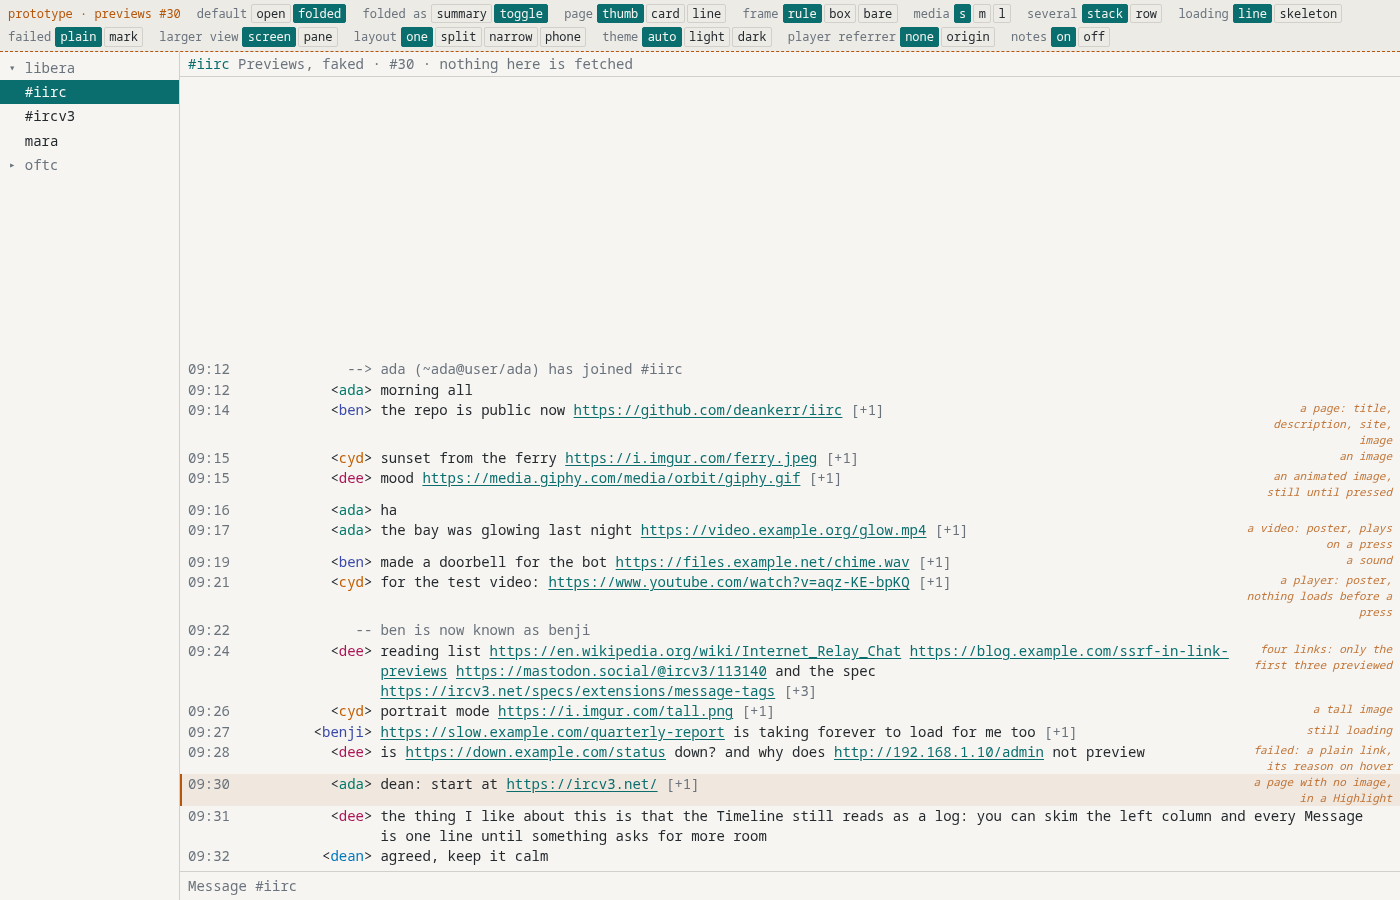 prototype · previews #30 default open folded folded as summary toggle page thumb card line frame rule box bare media s m l several stack row loading line skeleton
failed plain mark larger view screen pane layout one split narrow phone theme auto light dark player referrer none origin notes on off
▾ libera
#iirc
#ircv3
mara
▸ oftc
#iirc Previews, faked · #30 · nothing here is fetched
09:12 --> ada (~ada@user/ada) has joined #iirc
09:12 <ada> morning all
09:14 <ben> the repo is public now https://github.com/deankerr/iirc [+1]
a page: title,
description, site,
image
09:15 <cyd> sunset from the ferry https://i.imgur.com/ferry.jpeg [+1]
an image
09:15 <dee> mood https://media.giphy.com/media/orbit/giphy.gif [+1]
an animated image,
still until pressed
09:16 <ada> ha
09:17 <ada> the bay was glowing last night https://video.example.org/glow.mp4 [+1]
a video: poster, plays
on a press
09:19 <ben> made a doorbell for the bot https://files.example.net/chime.wav [+1]
a sound
09:21 <cyd> for the test video: https://www.youtube.com/watch?v=aqz-KE-bpKQ [+1]
a player: poster,
nothing loads before a
press
09:22 -- ben is now known as benji
09:24 <dee> reading list https://en.wikipedia.org/wiki/Internet_Relay_Chat https://blog.example.com/ssrf-in-link-
previews https://mastodon.social/@ircv3/113140 and the spec
https://ircv3.net/specs/extensions/message-tags [+3]
four links: only the
first three previewed
09:26 <cyd> portrait mode https://i.imgur.com/tall.png [+1]
a tall image
09:27 <benji> https://slow.example.com/quarterly-report is taking forever to load for me too [+1]
still loading
09:28 <dee> is https://down.example.com/status down? and why does http://192.168.1.10/admin not preview
failed: a plain link,
its reason on hover
09:30 <ada> dean: start at https://ircv3.net/ [+1]
a page with no image,
in a Highlight
09:31 <dee> the thing I like about this is that the Timeline still reads as a log: you can skim the left column and every Message
is one line until something asks for more room
09:32 <dean> agreed, keep it calm
Message #iirc